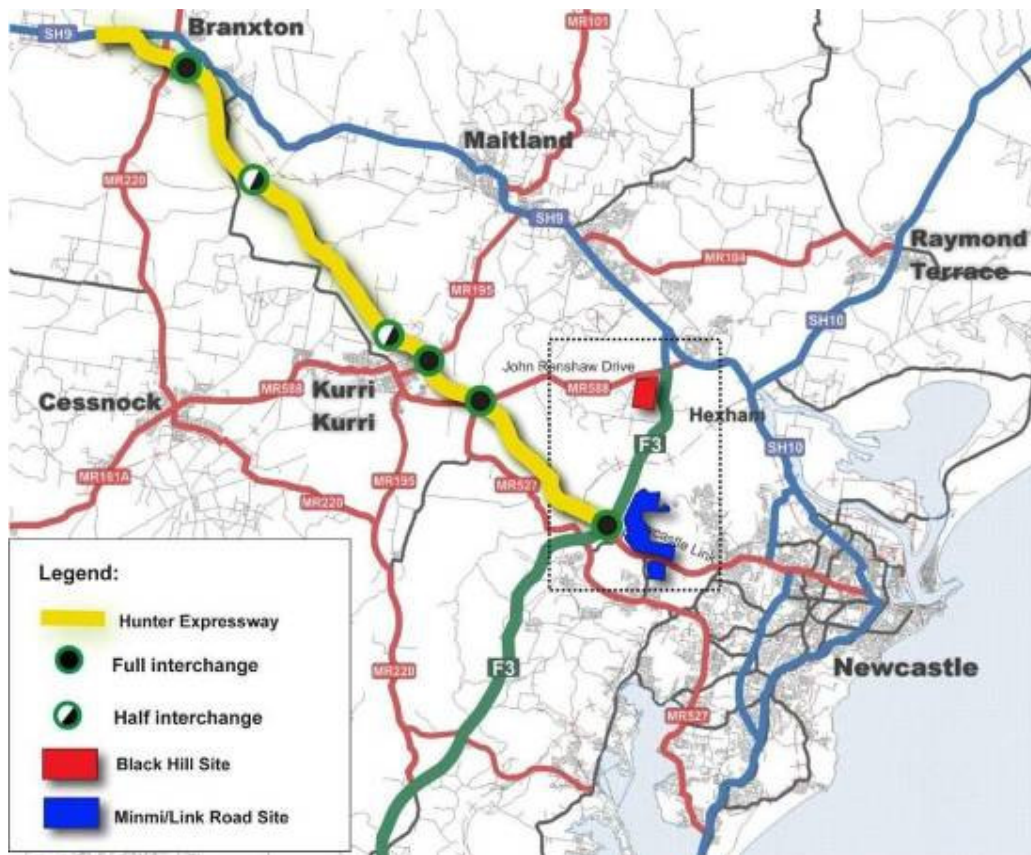 MR101
Branxton
SH9
Maitland
MR220
SH9
Raymond
Terrace
MR104
MR195
SH10
John Renshaw Drive
MR588
MR588
Kurri
Kurri
Cessnock
Hexham
F3
SH10
MR161A
MR195
MR527
MR220
castle Link
Legend:
Hunter Expressway
Full interchange
Half interchange
Black Hill Site
Minmi/Link Road Site
F3
MR220
Newcastle
MR527